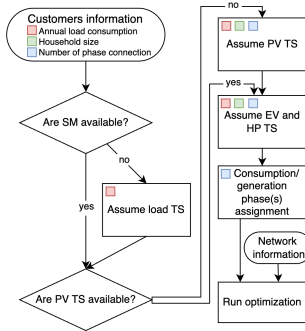 Customers information
Annual load consumption
Household size
Number of phase connection
Are SM available?
no
yes
Assume load TS
Are PV TS available?
no
Assume PV TS
yes
Assume EV and
HP TS
Consumption/
generation
phase(s)
assignment
Network
information
Run optimization